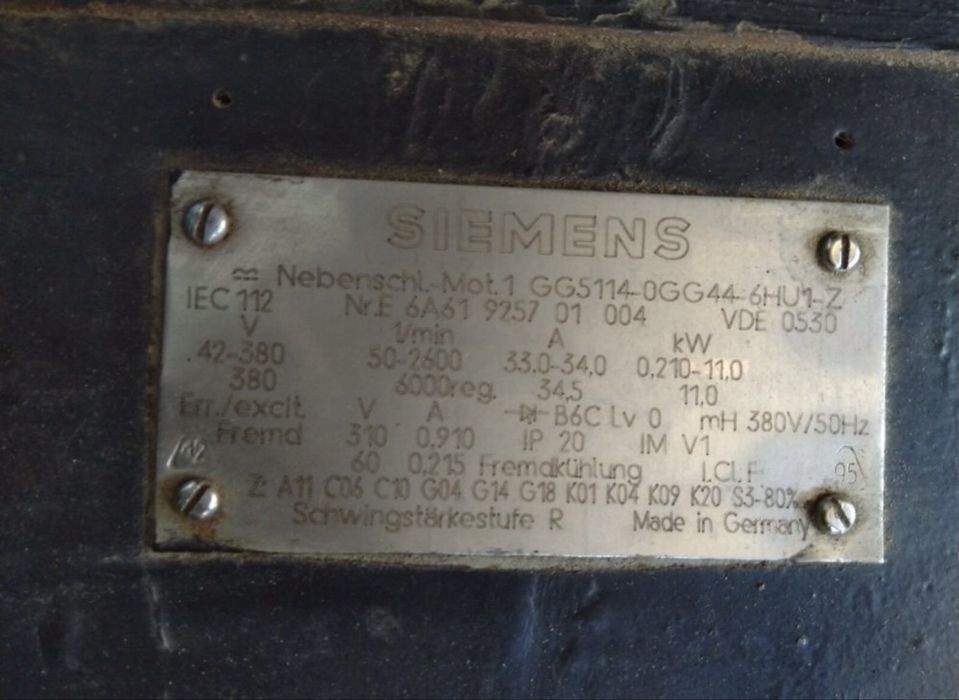 SIEMENS
Nebenschl.-Mot.1 GG5114-0GG44-6HU1-Z
IEC 112 Nr.E 6A61 9257 01 004 VDE 0530
V 1/min A kW
42-380 50-2600 33.0-34,0 0,210-11,0
380 6000reg. 34,5 11,0
Err./excit. V A B6C Lv 0 mH 380V/50Hz
Fremd 310 0.910 IP 20 IM V1
60 0.215 Fremdkühlung I.Cl.F 95
Z: A11 C06 C10 G04 G14 G18 K01 K04 K09 K20 S3-80%
Schwingstärkestufe R Made in Germany